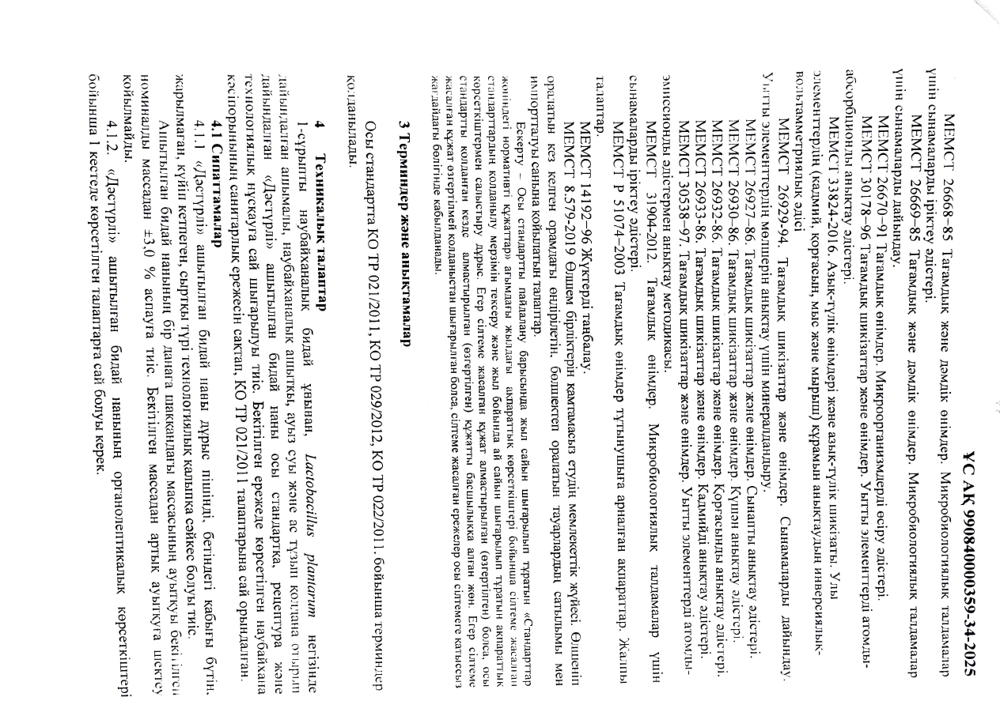 ҰС АҚ 990840000359-34-2025
МЕМСТ 26668–85 Тағамдық және дәмдік өнімдер. Микробиологиялық талдамалар
үшін сынамаларды іріктеу әдістері.
МЕМСТ 26669–85 Тағамдық және дәмдік өнімдер. Микробиологиялық талдамалар
үшін сынамаларды дайындау.
МЕМСТ 26670–91 Тағамдық өнімдер. Микроорганизмдерді өсіру әдістері.
МЕМСТ 30178–96 Тағамдық шикізаттар және өнімдер. Уытты элементтерді атомды-
абсорбционды анықтау әдістері.
МЕМСТ 33824-2016. Азық-түлік өнімдері және азық-түлік шикізаты. Улы
элементтердің (кадмий, қорғасын, мыс және мырыш) құрамын анықтаудың инверсиялық-
вольтамметриялық әдісі
МЕМСТ 26929-94. Тағамдық шикізаттар және өнімдер. Сынамаларды дайындау.
Уытты элементтердің мөлшерін анықтау үшін минералдандыру.
МЕМСТ 26927–86. Тағамдық шикізаттар және өнімдер. Сынапты анықтау әдістері.
МЕМСТ 26930–86. Тағамдық шикізаттар және өнімдер. Күшән анықтау әдістері.
МЕМСТ 26932-86. Тағамдық шикізаттар және өнімдер. Қорғасынды анықтау әдістері.
МЕМСТ 26933-86. Тағамдық шикізаттар және өнімдер. Кадмийді анықтау әдістері.
МЕМСТ 30538–97. Тағамдық шикізаттар және өнімдер. Уытты элементтерді атомды-
эмиссионды әдістермен анықтау методикасы.
МЕМСТ 31904-2012. Тағамдық өнімдер. Микробиологиялық талдамалар үшін
сынамаларды іріктеу әдістері.
МЕМСТ Р 51074–2003 Тағамдық өнімдер тұтынушыға арналған ақпараттар. Жалпы
талаптар.
МЕМСТ 14192–96 Жүктерді таңбалау.
МЕМСТ 8.579-2019 Өлшем бірліктерін қамтамасыз етудің мемлекеттік жүйесі. Өлшеніп
оралатын кез келген орамдағы өндірілетін, бөлшектеп оралатын тауарлардың сатылымы мен
импортталуы санына қойылатын талаптар.
Ескерту – Осы стандартты пайдалану барысында жыл сайын шығарылып тұратын «Стандарттар
жөніндегі нормативті құжаттар» ағымдағы жылдағы ақпараттық көрсеткіштері бойынша сілтеме жасалған
стандарттардың қолданылу мерзімін тексеру және жыл бойында ай сайын шығарылып тұратын ақпараттық
көрсеткіштермен салыстыру дұрыс. Егер сілтеме жасалған құжат алмастырылған (өзгертілген) болса, осы
стандартты қолданған кезде алмастырылған (өзгертілген) құжатты басшылыққа алған жөн. Егер сілтеме
жасалған құжат өзгертілмей қолданыстан шығарылған болса, сілтеме жасалған ережелер осы сілтемеге қатыссыз
жағдайдағы бөлігінде қабылданады.
3 Терминдер және анықтамалар
Осы стандартта КО ТР 021/2011, КО ТР 029/2012, КО ТР 022/2011. бойынша терминдер
қолданылады.
4 Техникалық талаптар
1-сұрыпты наубайханалық бидай ұнынан, Lactobacillus plantarum негізінде
дайындалған ашымалы, наубайханалық ашытқы, ауыз суы және ас тұзын қолдана отырып
дайындалған «Дәстүрлі» ашытылған бидай наны осы стандартқа, рецептура және
технологиялық нұсқауға сай шығарылуы тиіс. Бекітілген ережеде көрсетілген наубайхана
кәсіпорынның санитарлық ережесін сақтап, КО ТР 021/2011 талаптарына сай орындалған.
4.1 Сипаттамалар
4.1.1 «Дәстүрлі» ашытылған бидай наны дұрыс пішінді, бетіндегі қабығы бүтін,
жарылмаған, күйіп кетпеген, сыртқы түрі технологиялық қалыпқа сәйкес болуы тиіс.
Ашытылған бидай нанының бір данаға шаққандағы массасының ауытқуы бекітілген
номиналды массадан ±3,0 % аспауға тиіс. Бекітілген массадан артық ауытқуға шектеу
қойылмайды.
4.1.2. «Дәстүрлі» ашытылған бидай нанының органолептикалық көрсеткіштері
бойынша 1 кестеде көрсетілген талаптарға сай болуы керек.